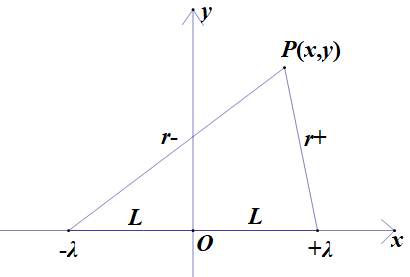 y
P(x,y)
r-
r+
L
L
-λ
O
+λ
x